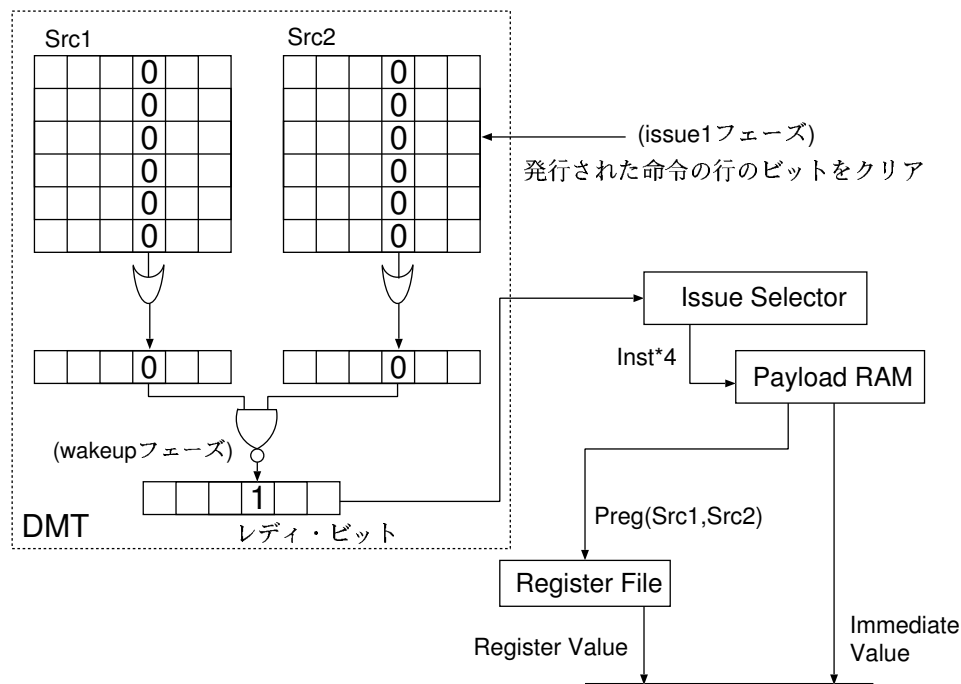 Src1
Src2
0
0
0
0
0
0
0
0
0
0
0
0
(issue1フェーズ)
発行された命令の行のビットをクリア
Issue Selector
Inst*4
0
0
Payload RAM
(wakeupフェーズ)
1
レディ・ビット
DMT
Preg(Src1,Src2)
Register File
Register Value
Immediate
Value